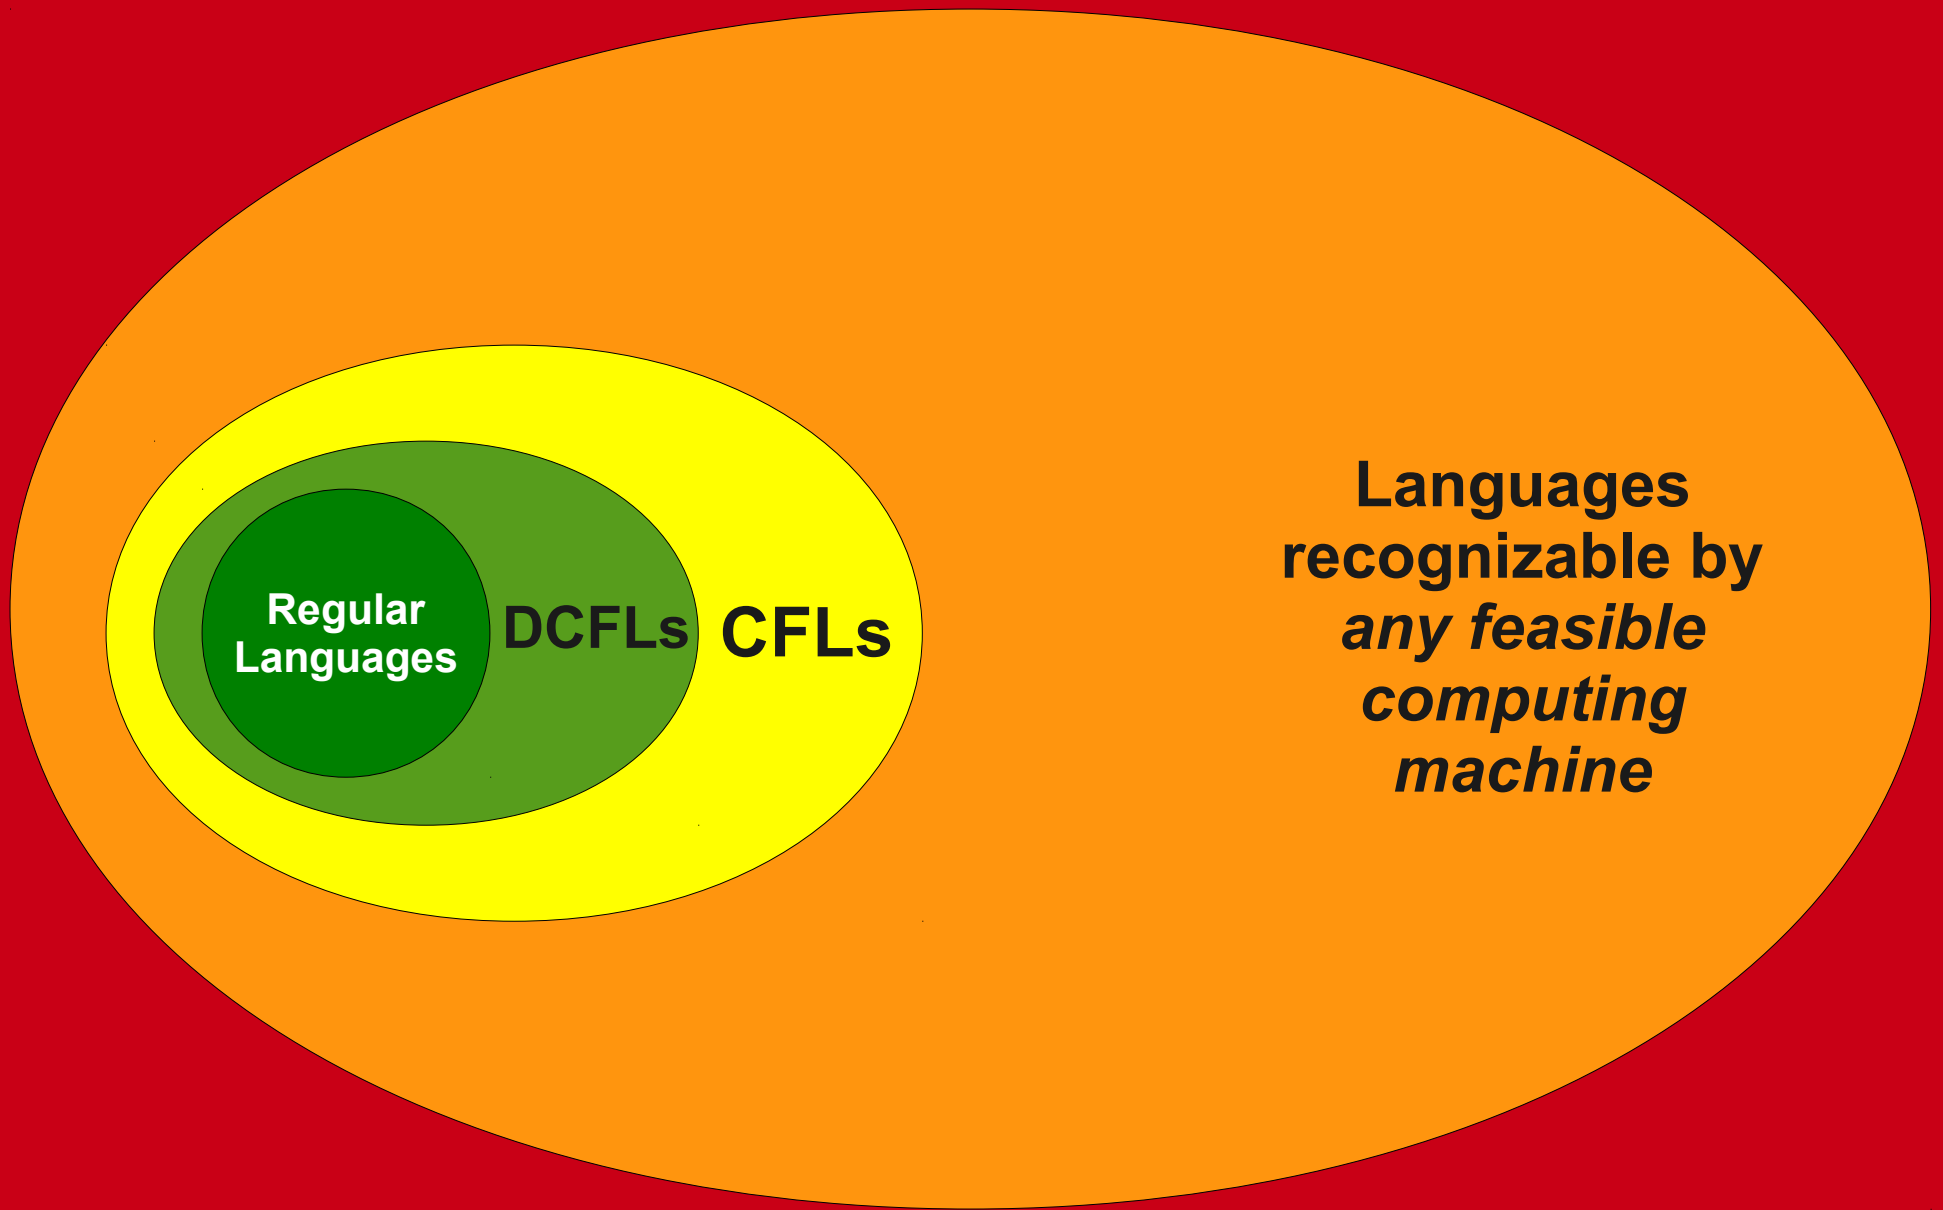 Regular
Languages
DCFLs
CFLs
Languages
recognizable by
any feasible
computing
machine